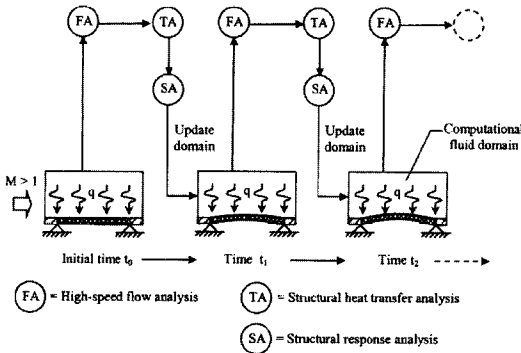 FA
TA
FA
TA
FA
SA
SA
Update
domain
Update
domain
Computational
fluid domain
M > 1
q
q
q
Initial time t₀
Time t₁
Time t₂
FA = High-speed flow analysis
TA = Structural heat transfer analysis
SA = Structural response analysis